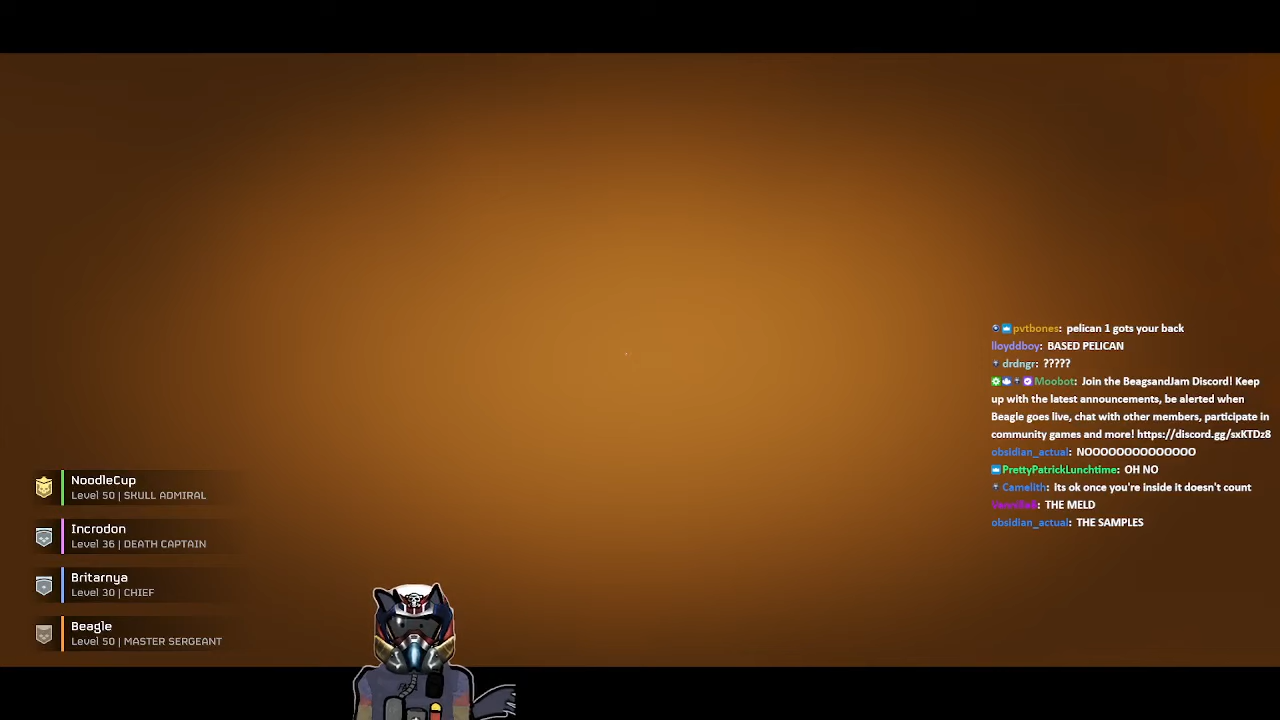 pvtbones: pelican 1 gots your back
lloyddboy: BASED PELICAN
drdngr: ?????
Moobot: Join the BeagsandJam Discord! Keep
up with the latest announcements, be alerted when
Beagle goes live, chat with other members, participate in
community games and more! https://discord.gg/sxKTDz8
obsidian_actual: NOOOOOOOOOOOOOO
PrettyPatrickLunchtime: OH NO
Camelith: its ok once you're inside it doesn't count
THE MELD
obsidian_actual: THE SAMPLES
NoodleCup
Level 50 | SKULL ADMIRAL
Incrodon
Level 36 | DEATH CAPTAIN
Britarnya
Level 30 | CHIEF
Beagle
Level 50 | MASTER SERGEANT